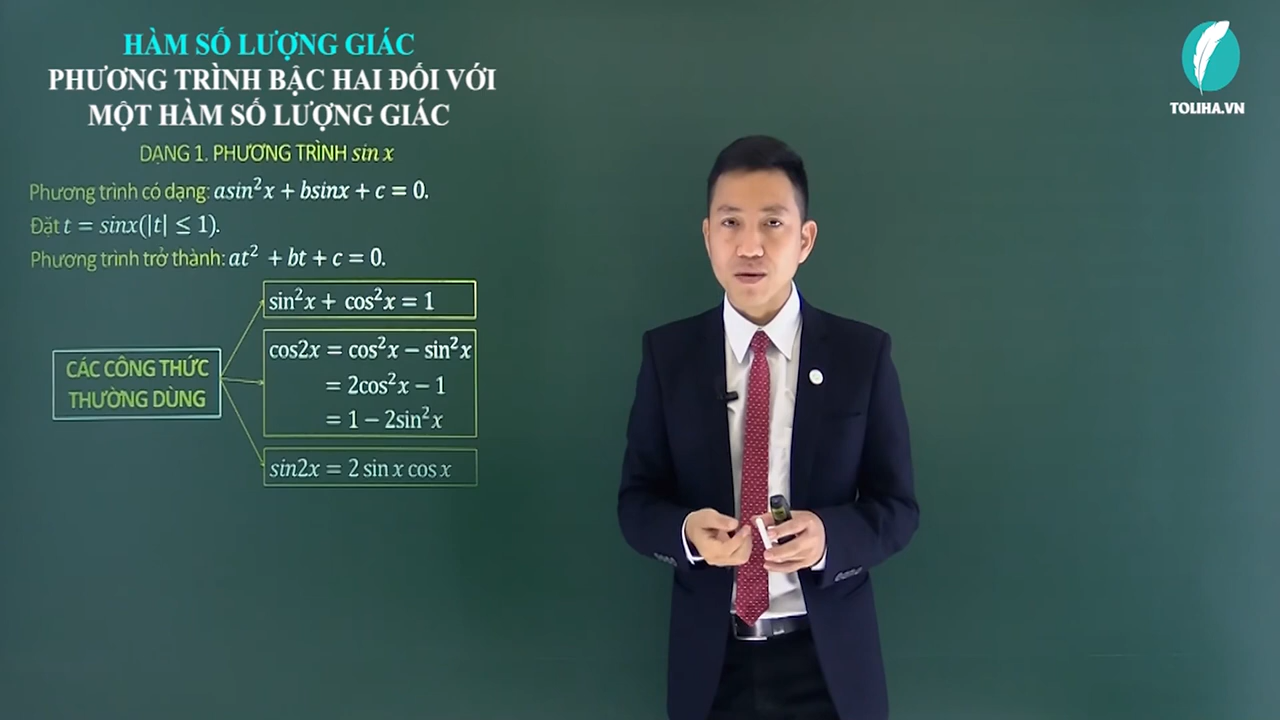 HÀM SỐ LƯỢNG GIÁC
PHƯƠNG TRÌNH BẬC HAI ĐỐI VỚI
MỘT HÀM SỐ LƯỢNG GIÁC
DẠNG 1. PHƯƠNG TRÌNH sin x
Phương trình có dạng: asin²x + bsinx + c = 0.
Đặt t = sinx(|t| ≤ 1).
Phương trình trở thành: at² + bt + c = 0.
sin²x + cos²x = 1
CÁC CÔNG THỨC
THƯỜNG DÙNG
cos2x = cos²x − sin²x
= 2cos²x − 1
= 1 − 2sin²x
sin2x = 2 sin x cos x
TOLIHA.VN